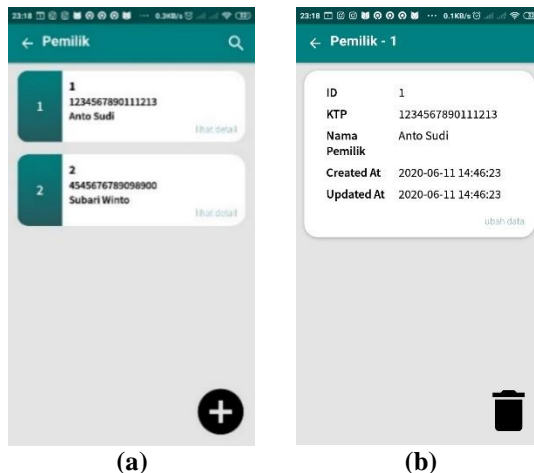 23:18 ... 0.3KB/s
← Pemilik
1
1
1234567890111213
Anto Sudi
lihat detail
2
2
4545676789098900
Subari Winto
lihat detail
(a)
23:18 ... 0.1KB/s
← Pemilik - 1
ID 1
KTP 1234567890111213
Nama Anto Sudi
Pemilik
Created At 2020-06-11 14:46:23
Updated At 2020-06-11 14:46:23
ubah data
(b)